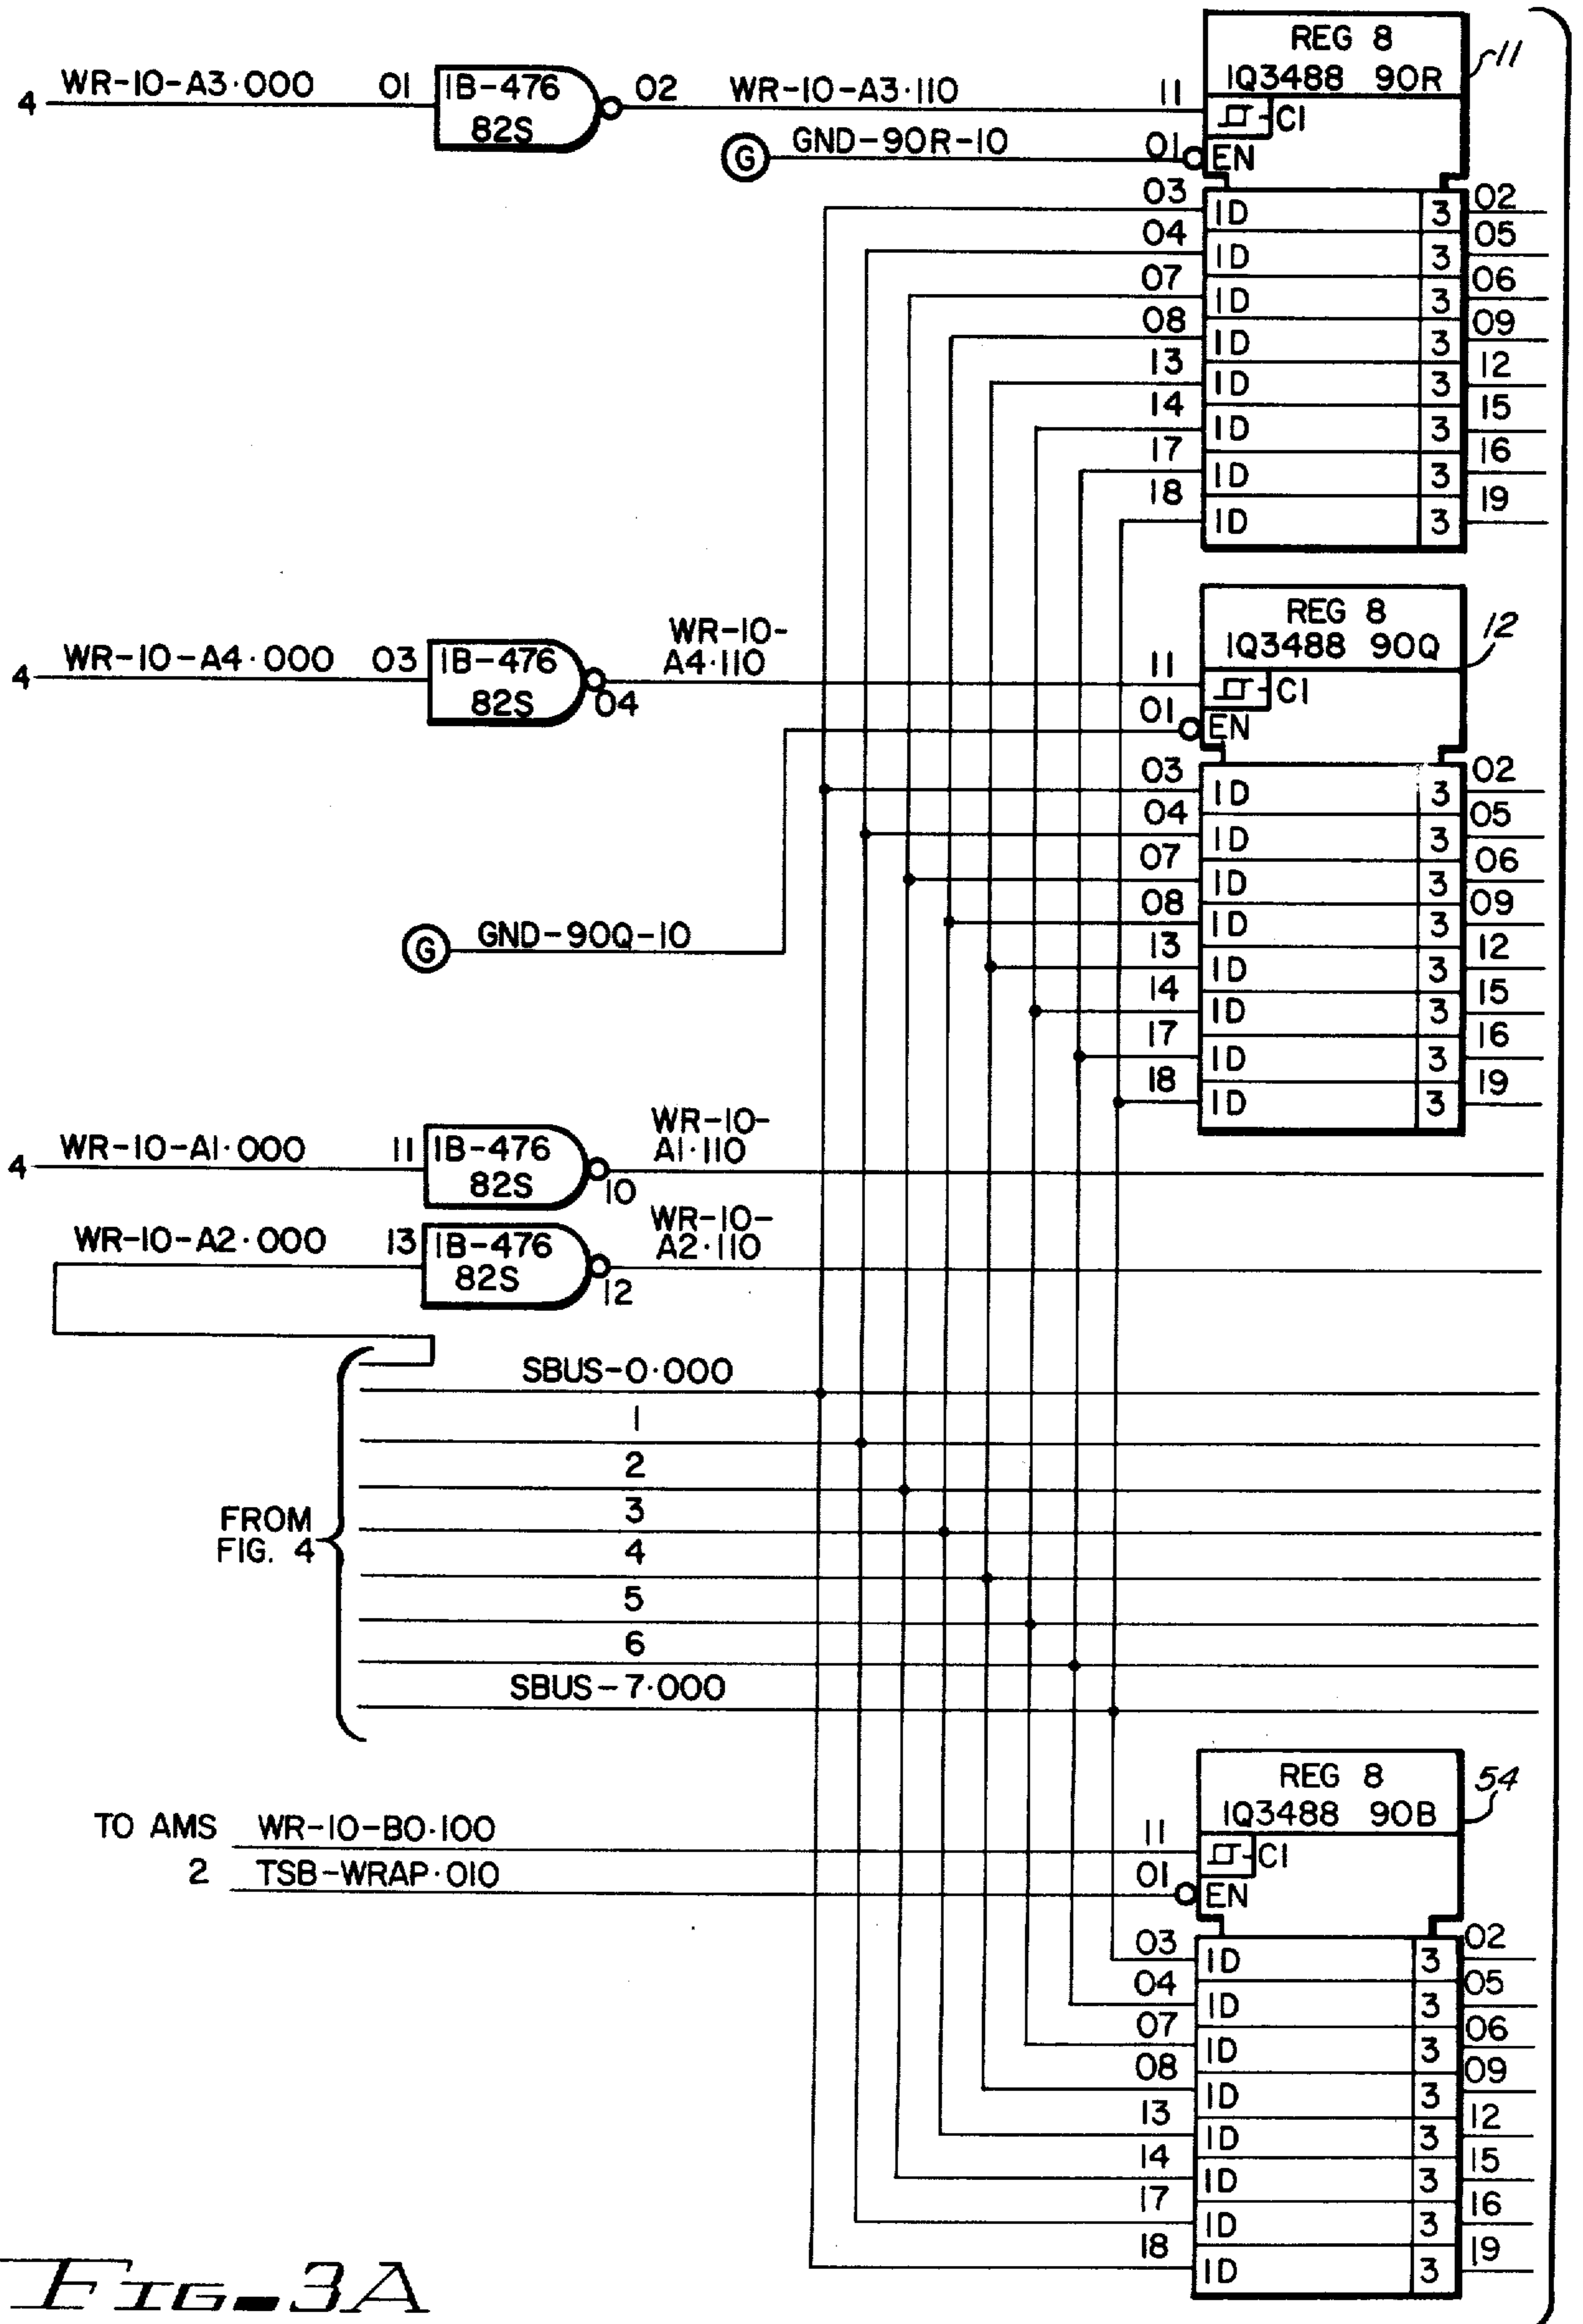 REG 8
1Q3488 90R
11
4 WR-10-A3·000 01 1B-476 02 WR-10-A3·110 11
82S
C1
G GND-90R-10 01 EN
03 1D 3 02
04 1D 3 05
07 1D 3 06
08 1D 3 09
13 1D 3 12
14 1D 3 15
17 1D 3 16
18 1D 3 19
REG 8
1Q3488 90Q
12
WR-10-
4 WR-10-A4·000 03 1B-476 A4·110 11
82S 04
C1
01 EN
03 1D 3 02
04 1D 3 05
07 1D 3 06
08 1D 3 09
G GND-90Q-10
13 1D 3 12
14 1D 3 15
17 1D 3 16
18 1D 3 19
WR-10-
4 WR-10-A1·000 11 1B-476 A1·110
82S 10
WR-10-
WR-10-A2·000 13 1B-476 A2·110
82S 12
SBUS-0·000
1
2
3
FROM
FIG. 4
4
5
6
SBUS-7·000
REG 8
1Q3488 90B
54
TO AMS WR-10-B0·100 11
C1
2 TSB-WRAP·010 01 EN
03 1D 3 02
04 1D 3 05
07 1D 3 06
08 1D 3 09
13 1D 3 12
14 1D 3 15
17 1D 3 16
18 1D 3 19
FIG-3A